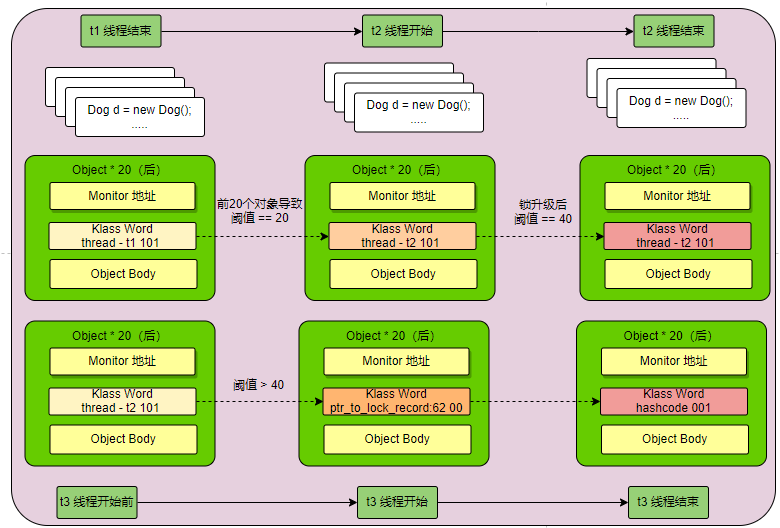 t1 线程结束
t2 线程开始
t2 线程结束
Dog d = new Dog();
.....
Dog d = new Dog();
.....
Dog d = new Dog();
.....
Object * 20（后）
Monitor 地址
Klass Word
thread - t1 101
Object Body
前20个对象导致
阈值 == 20
Object * 20（后）
Monitor 地址
Klass Word
thread - t2 101
Object Body
锁升级后
阈值 == 40
Object * 20（后）
Monitor 地址
Klass Word
thread - t2 101
Object Body
Object * 20（后）
Monitor 地址
Klass Word
thread - t2 101
Object Body
阈值 > 40
Object * 20（后）
Monitor 地址
Klass Word
ptr_to_lock_record:62 00
Object Body
Object * 20（后）
Monitor 地址
Klass Word
hashcode 001
Object Body
t3 线程开始前
t3 线程开始
t3 线程结束